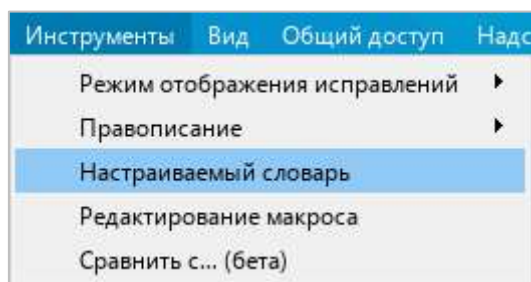 Инструменты Вид Общий доступ
Режим отображения исправлений
Правописание
Настраиваемый словарь
Редактирование макроса
Сравнить с... (бета)